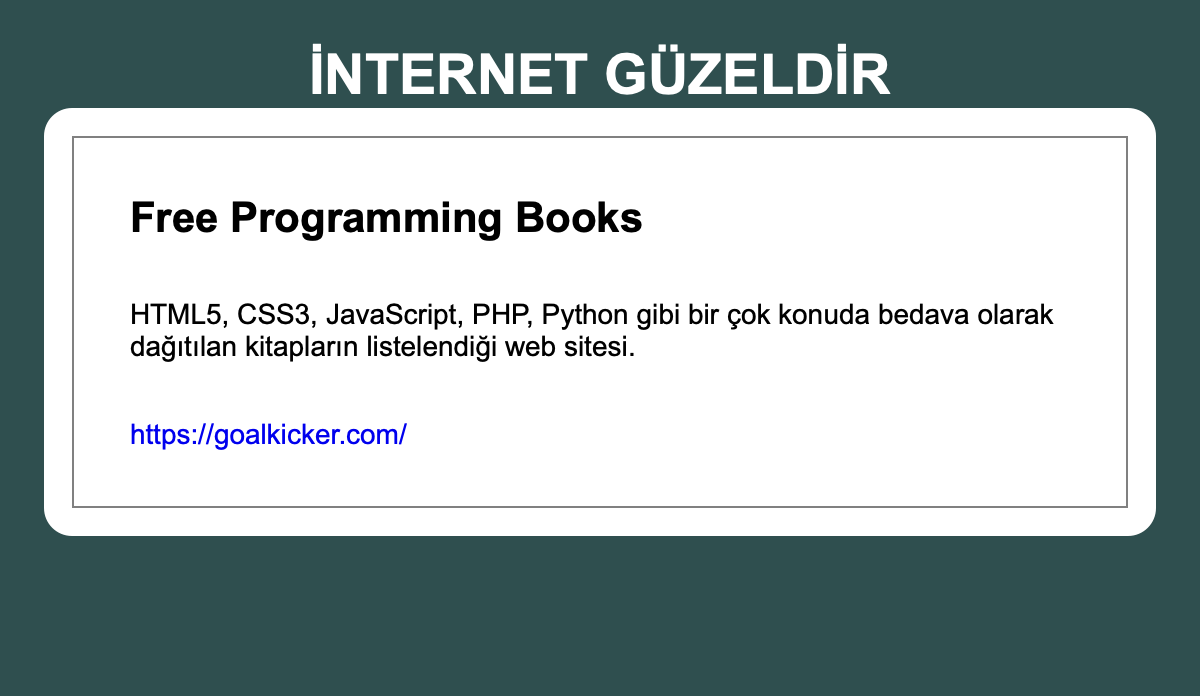 İNTERNET GÜZELDİR
Free Programming Books
HTML5, CSS3, JavaScript, PHP, Python gibi bir çok konuda bedava olarak
dağıtılan kitapların listelendiği web sitesi.
https://goalkicker.com/